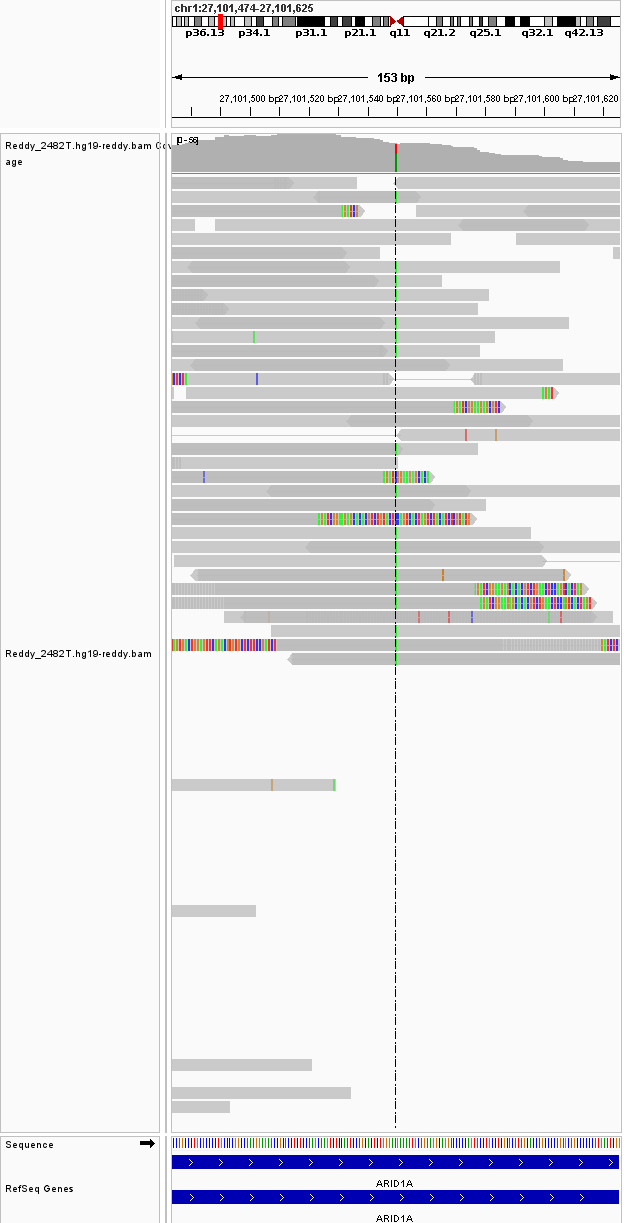 chr1:27,101,474-27,101,625
p36.13 p34.1 p31.1 p21.1 q11 q21.2 q25.1 q32.1 q42.13
153 bp
27,101,500 bp 27,101,520 bp 27,101,540 bp 27,101,560 bp 27,101,580 bp 27,101,600 bp 27,101,620
[0 - 56]
Reddy_2482T.hg19-reddy.bam Cov
age
Reddy_2482T.hg19-reddy.bam
Sequence
ARID1A
RefSeq Genes
ARID1A